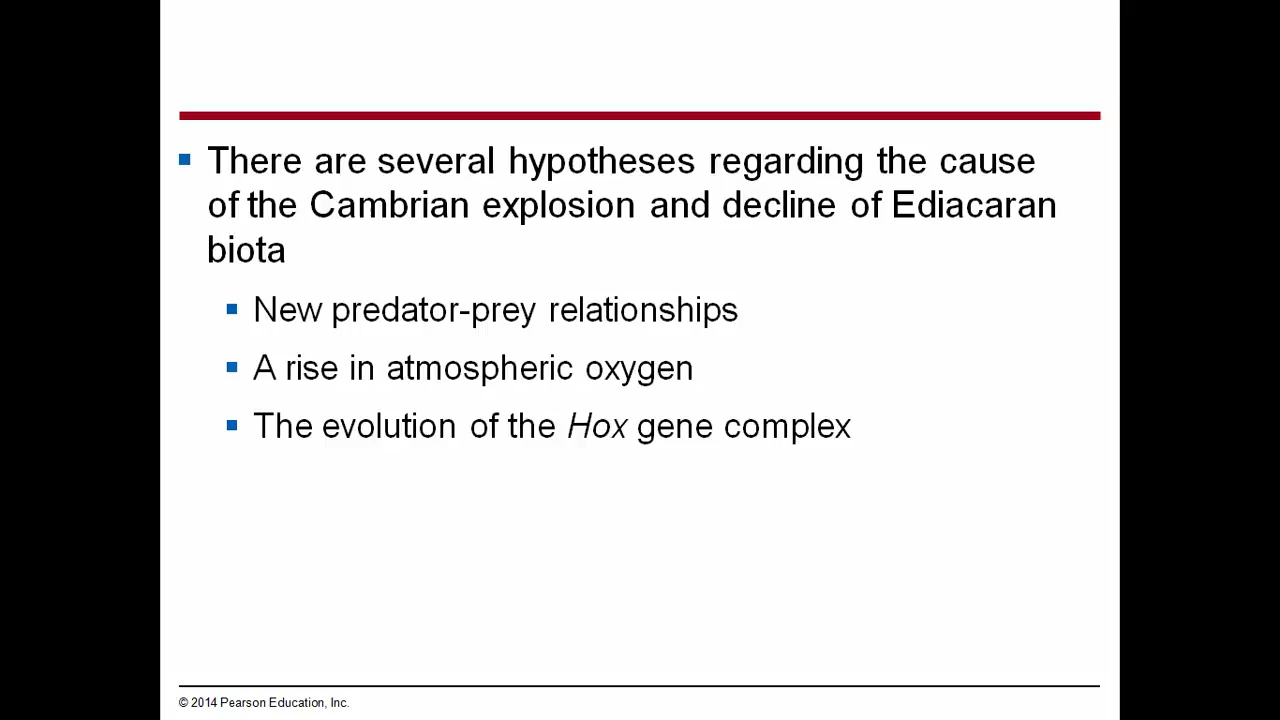 There are several hypotheses regarding the cause
of the Cambrian explosion and decline of Ediacaran
biota
New predator-prey relationships
A rise in atmospheric oxygen
The evolution of the Hox gene complex
© 2014 Pearson Education, Inc.